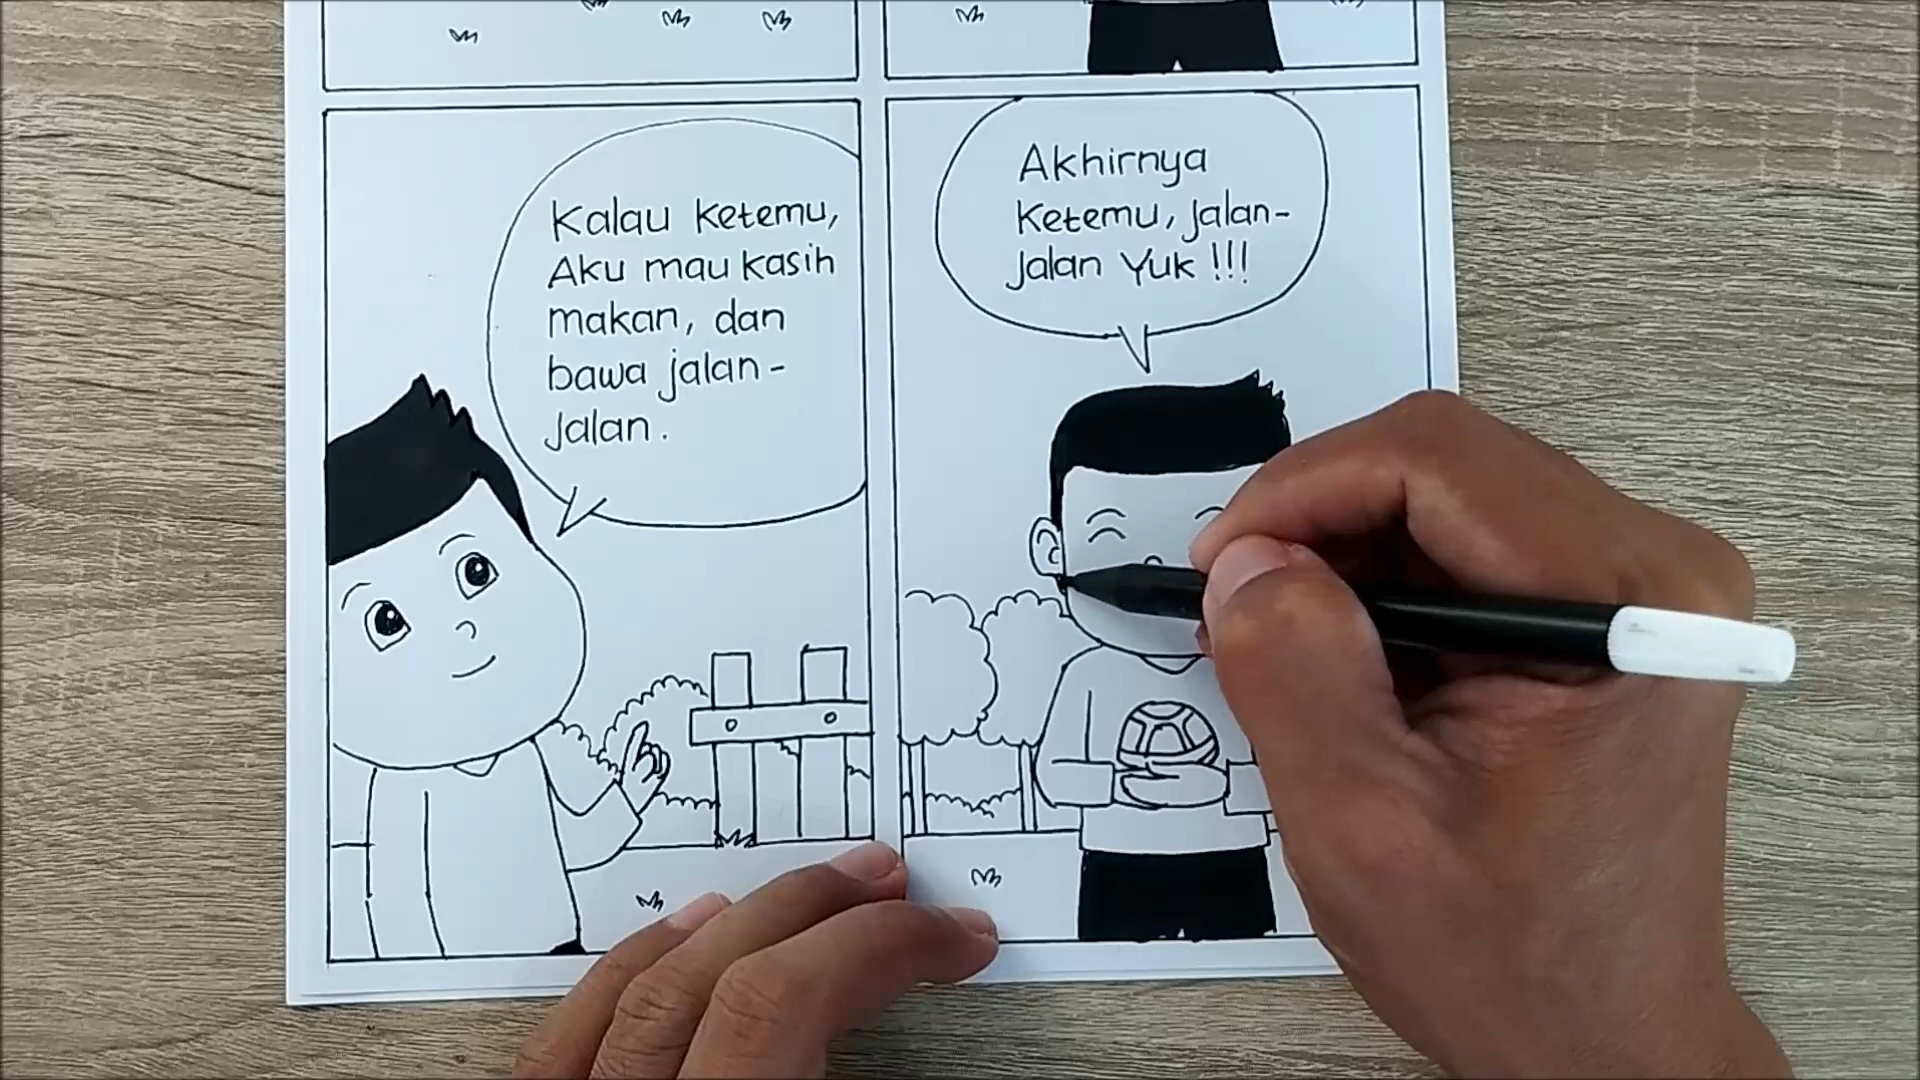 Kalau Ketemu,
Aku mau kasih
makan, dan
bawa jalan-
Jalan.
Akhirnya
Ketemu, Jalan-
Jalan Yuk !!!